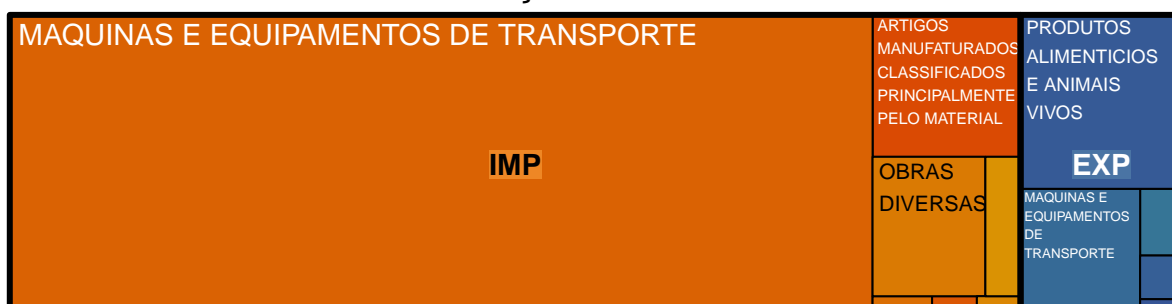 MAQUINAS E EQUIPAMENTOS DE TRANSPORTE
IMP
ARTIGOS
MANUFATURADOS
CLASSIFICADOS
PRINCIPALMENTE
PELO MATERIAL
OBRAS
DIVERSAS
PRODUTOS
ALIMENTICIOS
E ANIMAIS
VIVOS
EXP
MAQUINAS E
EQUIPAMENTOS
DE
TRANSPORTE